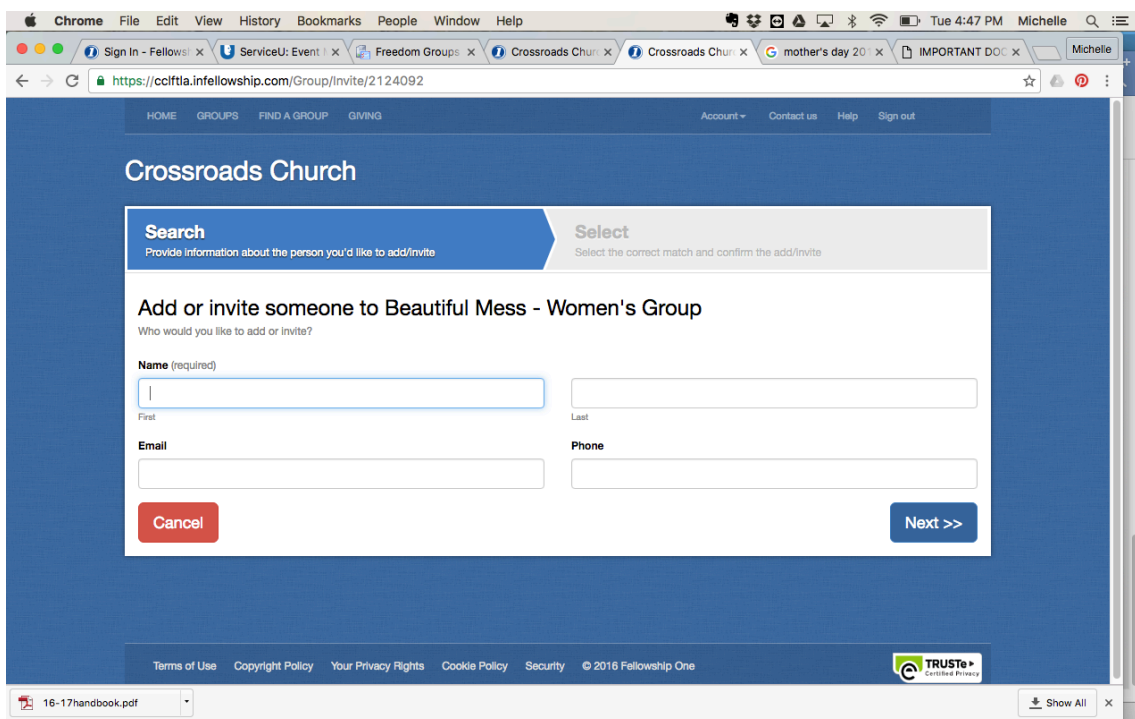 Chrome File Edit View History Bookmarks People Window Help Tue 4:47 PM Michelle
Sign In - Fellows ServiceU: Event Freedom Groups Crossroads Chur Crossroads Chur mother's day 20 IMPORTANT DOC Michelle
https://cclftla.infellowship.com/Group/Invite/2124092
HOME GROUPS FIND A GROUP GIVING Account Contact us Help Sign out
Crossroads Church
Search Select
Provide information about the person you'd like to add/invite Select the correct match and confirm the add/invite
Add or invite someone to Beautiful Mess - Women's Group
Who would you like to add or invite?
Name (required)
First Last
Email Phone
Cancel Next >>
Terms of Use Copyright Policy Your Privacy Rights Cookie Policy Security © 2016 Fellowship One TRUSTe
Certified Privacy
16-17handbook.pdf Show All